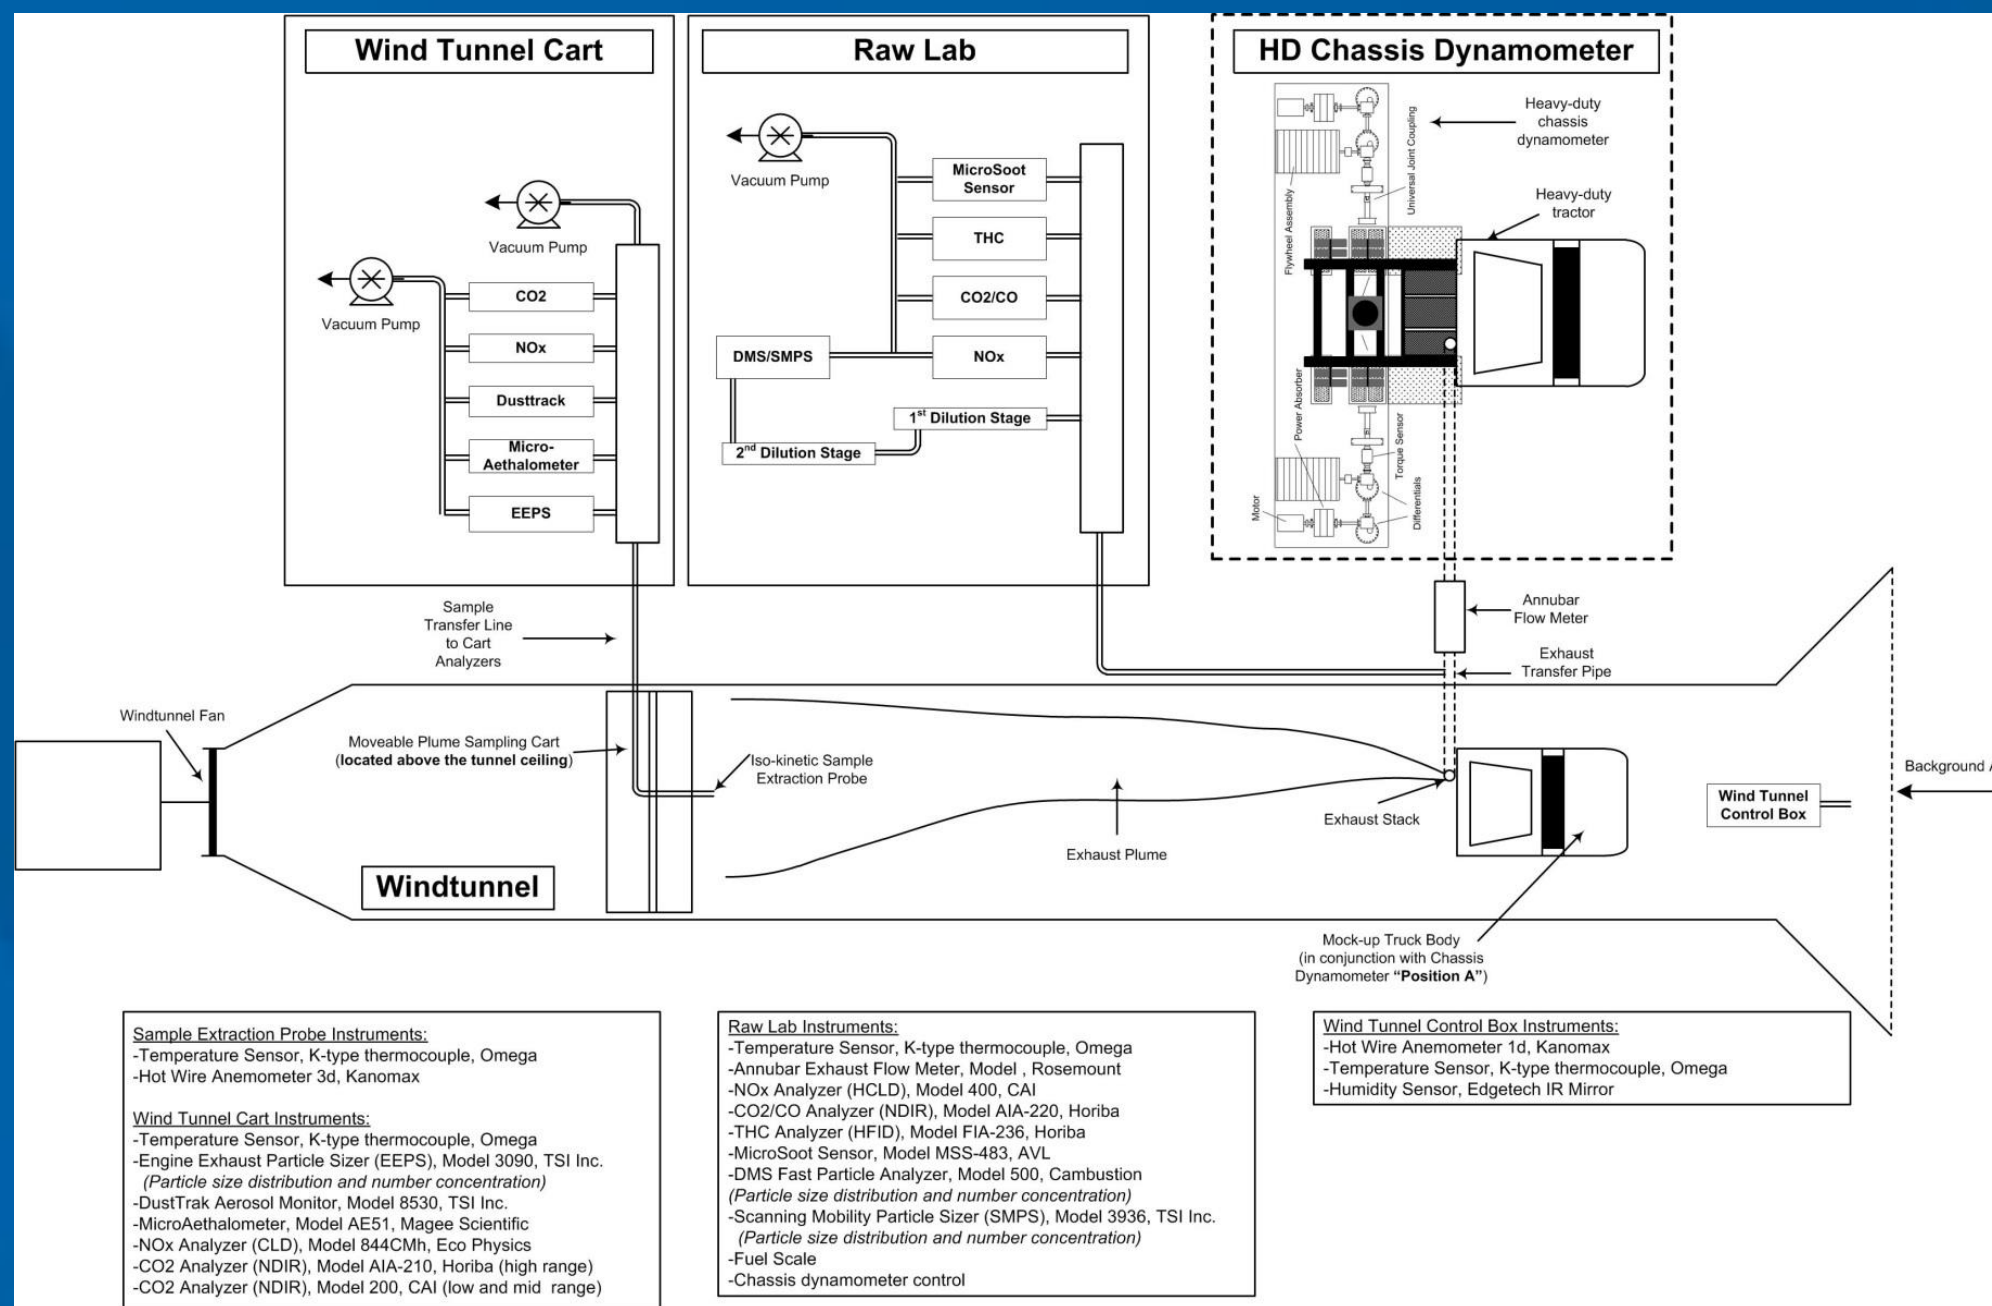 Wind Tunnel Cart
Vacuum Pump
Vacuum Pump
CO2
NOx
Dusttrack
Micro-
Aethalometer
EEPS
Raw Lab
Vacuum Pump
MicroSoot
Sensor
THC
CO2/CO
DMS/SMPS
NOx
1st Dilution Stage
2nd Dilution Stage
HD Chassis Dynamometer
Heavy-duty
chassis
dynamometer
Heavy-duty
tractor
Universal Joint Coupling
Flywheel Assembly
Power Absorber
Torque Sensor
Motor
Differentials
Sample
Transfer Line
to Cart
Analyzers
Annubar
Flow Meter
Exhaust
Transfer Pipe
Windtunnel Fan
Moveable Plume Sampling Cart
(located above the tunnel ceiling)
Iso-kinetic Sample
Extraction Probe
Exhaust Plume
Exhaust Stack
Wind Tunnel
Control Box
Background
Windtunnel
Mock-up Truck Body
(in conjunction with Chassis
Dynamometer “Position A”)
Sample Extraction Probe Instruments:
-Temperature Sensor, K-type thermocouple, Omega
-Hot Wire Anemometer 3d, Kanomax
Wind Tunnel Cart Instruments:
-Temperature Sensor, K-type thermocouple, Omega
-Engine Exhaust Particle Sizer (EEPS), Model 3090, TSI Inc.
(Particle size distribution and number concentration)
-DustTrak Aerosol Monitor, Model 8530, TSI Inc.
-MicroAethalometer, Model AE51, Magee Scientific
-NOx Analyzer (CLD), Model 844CMh, Eco Physics
-CO2 Analyzer (NDIR), Model AIA-210, Horiba (high range)
-CO2 Analyzer (NDIR), Model 200, CAI (low and mid range)
Raw Lab Instruments:
-Temperature Sensor, K-type thermocouple, Omega
-Annubar Exhaust Flow Meter, Model , Rosemount
-NOx Analyzer (HCLD), Model 400, CAI
-CO2/CO Analyzer (NDIR), Model AIA-220, Horiba
-THC Analyzer (HFID), Model FIA-236, Horiba
-MicroSoot Sensor, Model MSS-483, AVL
-DMS Fast Particle Analyzer, Model 500, Cambustion
(Particle size distribution and number concentration)
-Scanning Mobility Particle Sizer (SMPS), Model 3936, TSI Inc.
(Particle size distribution and number concentration)
-Fuel Scale
-Chassis dynamometer control
Wind Tunnel Control Box Instruments:
-Hot Wire Anemometer 1d, Kanomax
-Temperature Sensor, K-type thermocouple, Omega
-Humidity Sensor, Edgetech IR Mirror